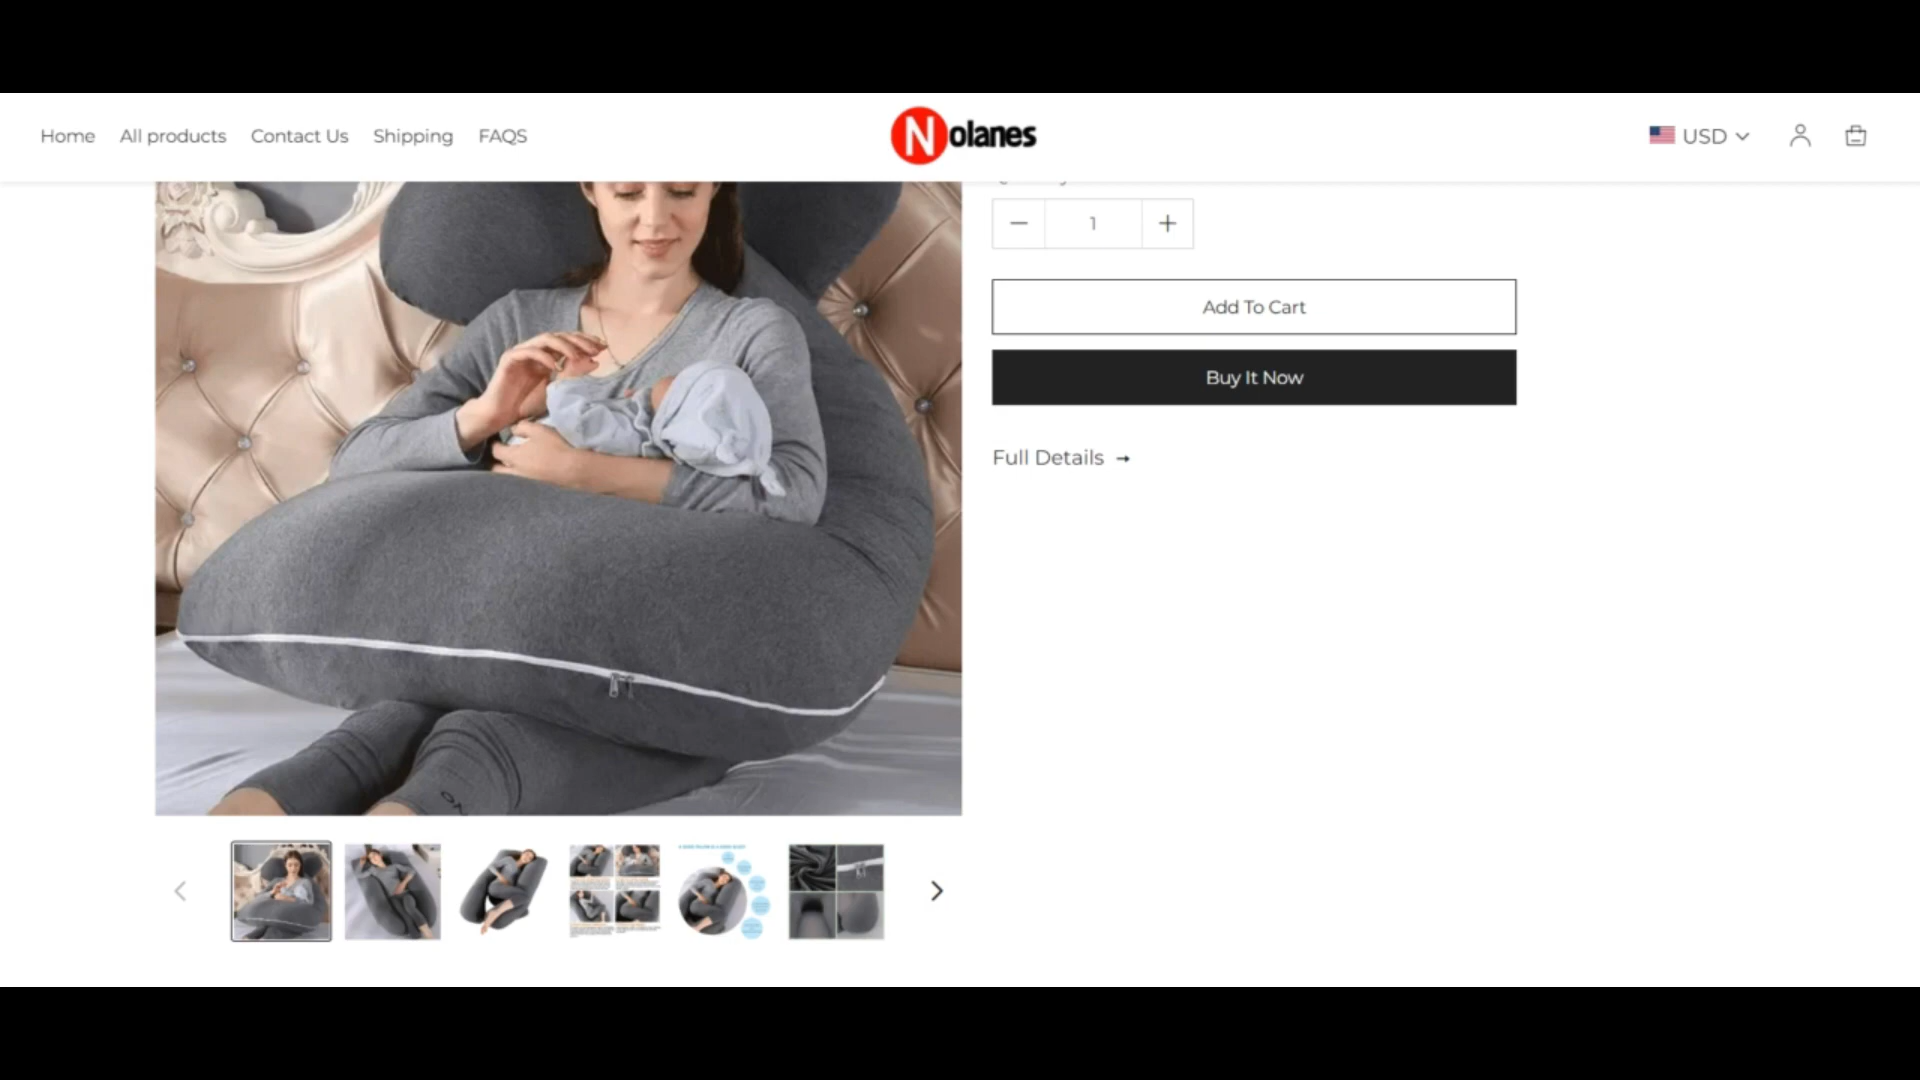 Home All products Contact Us Shipping FAQS
Nolanes
USD
1
Add To Cart
Buy It Now
Full Details →